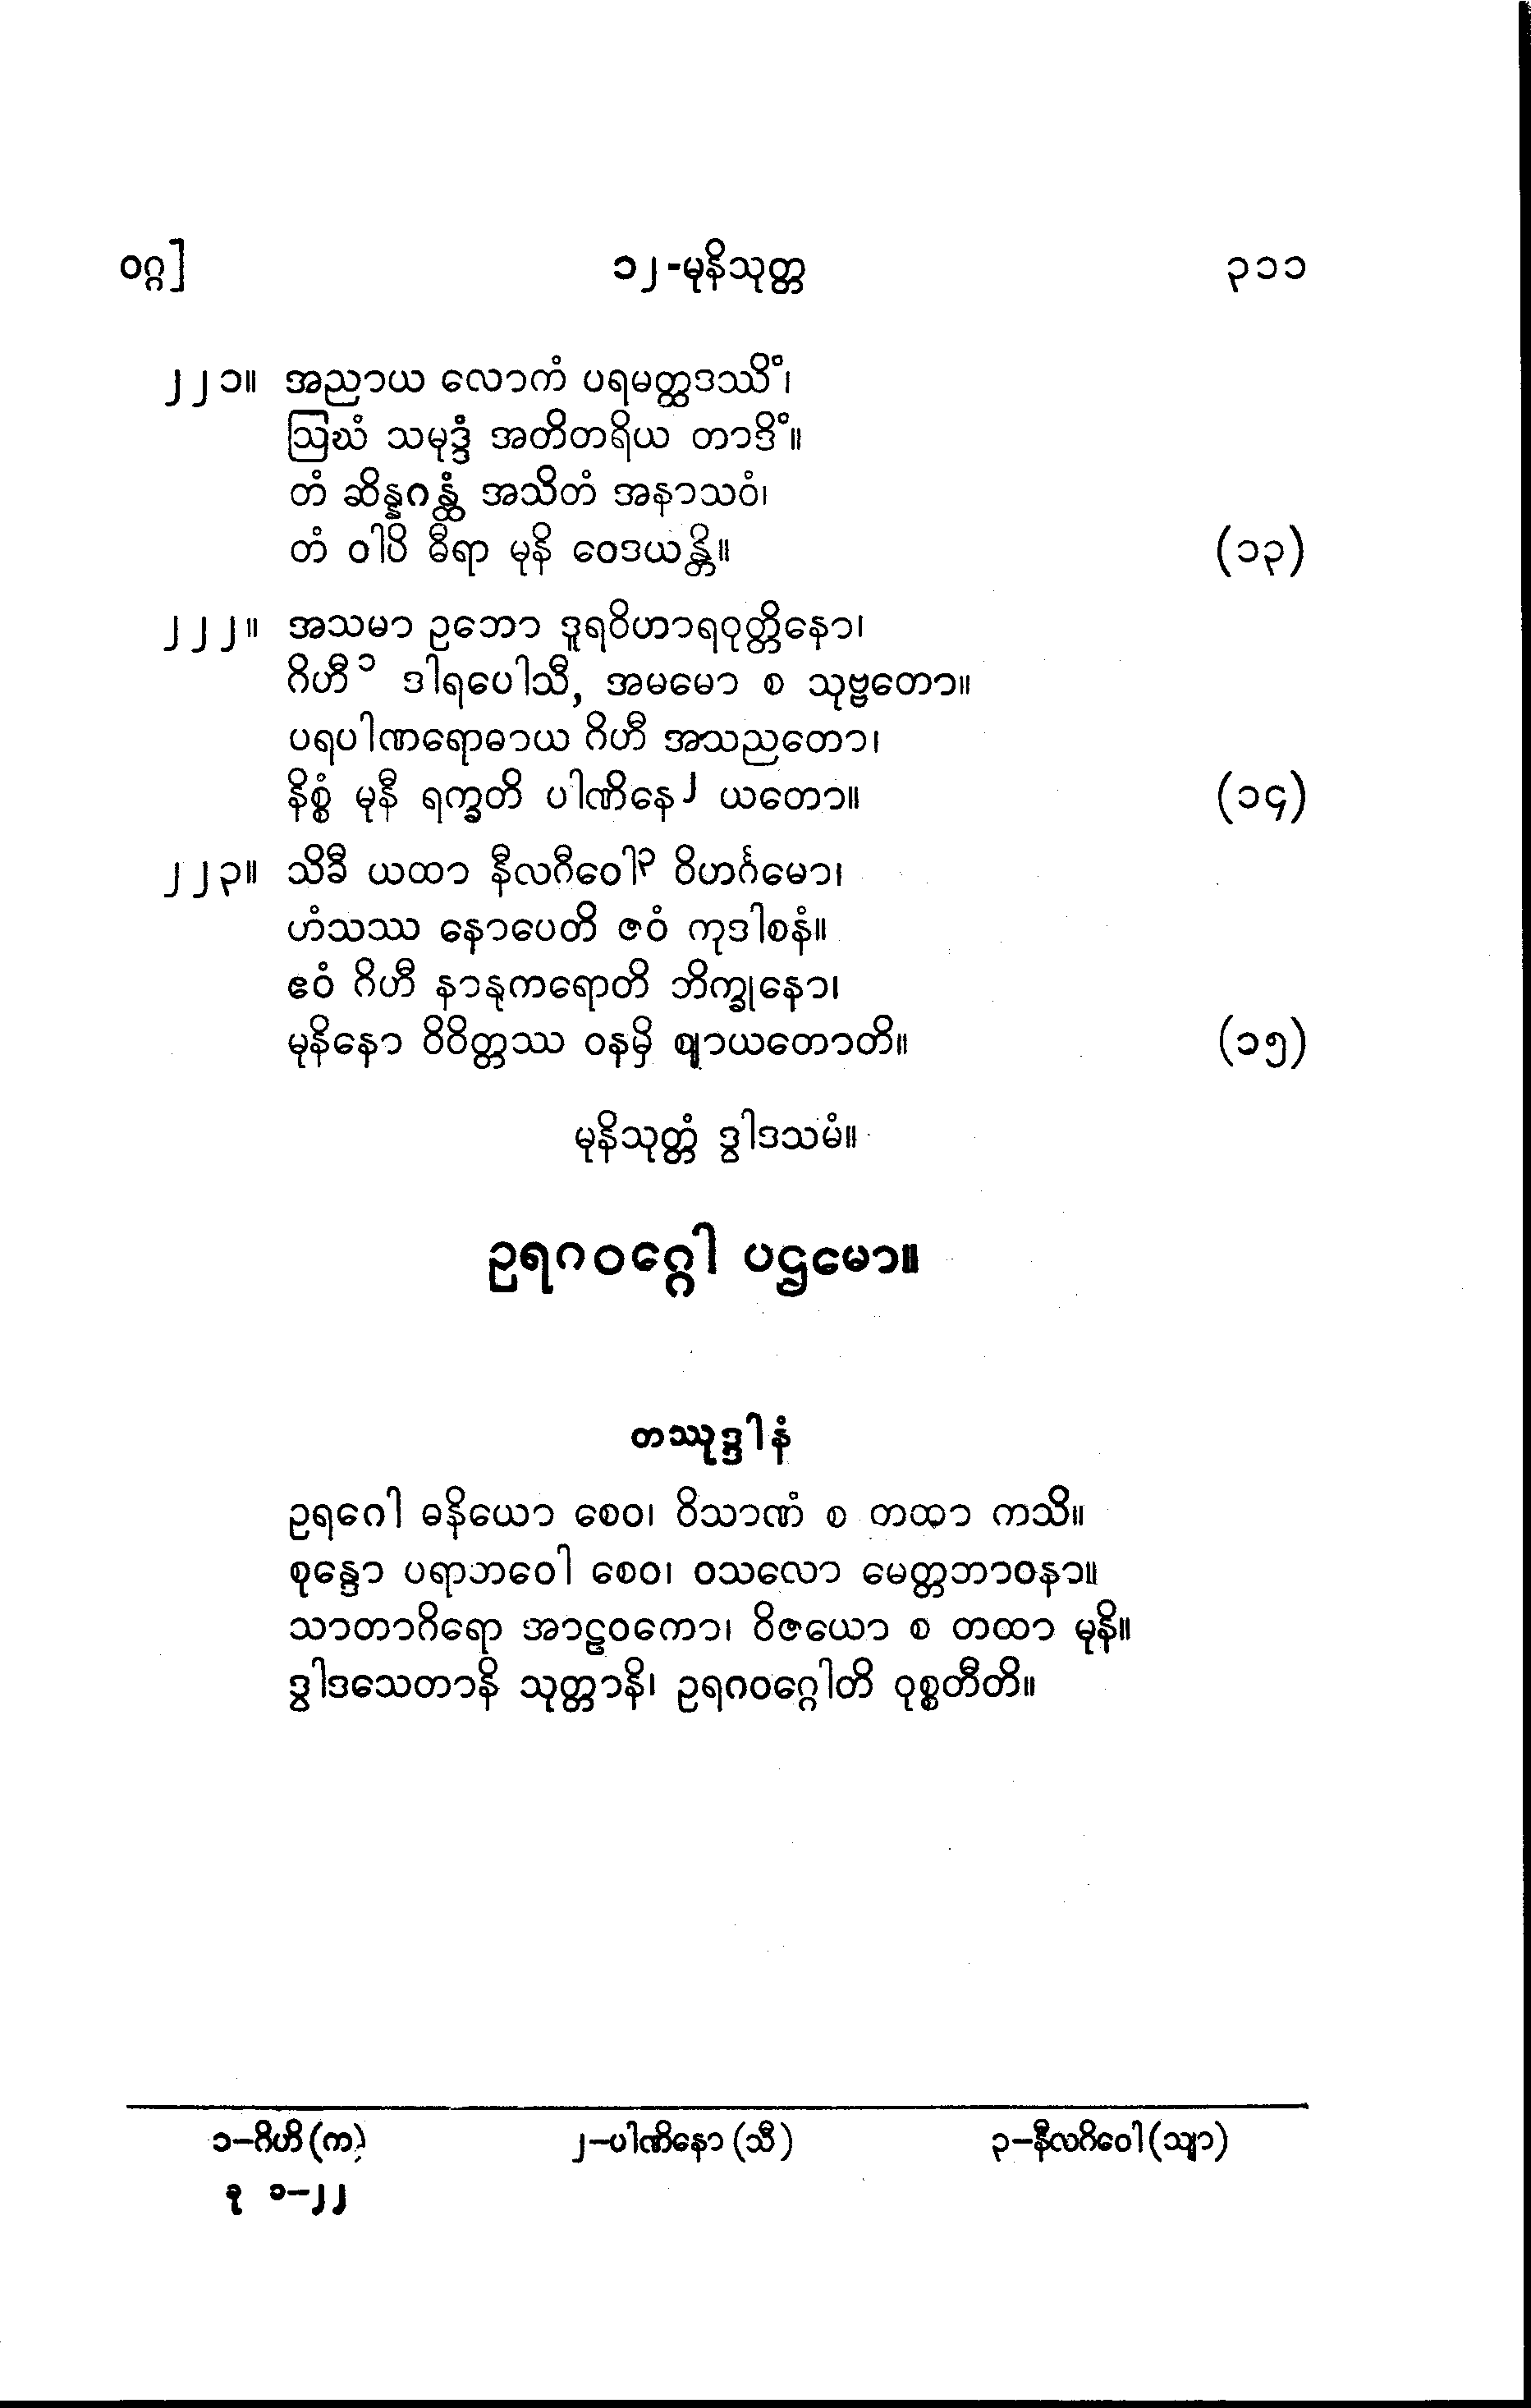 ဝဂ္ဂ] ၁၂-မုနိသုတ္တ ၃၁၁
၂၂၁။ အညာယ လောကံ ပရမတ္ထဒဿိံ၊
ဩဃံ သမုဒ္ဒံ အတိတရိယ တာဒိံ။
တံ ဆိန္နဂန္ထံ အသိတံ အနာသဝံ၊
တံ ဝါပိ ဓီရာ မုနိ ဝေဒယန္တိ။ (၁၃)
၂၂၂။ အသမာ ဥဘော ဒူရဝိဟာရဝုတ္တိနော၊
ဂိဟီ၁ ဒါရပေါသီ, အမမော စ သုဗ္ဗတော။
ပရပါဏရောဓာယ ဂိဟီ အသညတော၊
နိစ္စံ မုနီ ရက္ခတိ ပါဏိနေ၂ ယတော။ (၁၄)
၂၂၃။ သိခီ ယထာ နီလဂီဝေါ၃ ဝိဟင်္ဂမော၊
ဟံသဿ နောပေတိ ဇဝံ ကုဒါစနံ။
ဧဝံ ဂိဟီ နာနုကရောတိ ဘိက္ခုနော၊
မုနိနော ဝိဝိတ္တဿ ဝနမှိ ဈာယတောတိ။ (၁၅)
မုနိသုတ္တံ ဒွါဒသမံ။
ဥရဂဝဂ္ဂေါ ပဌမော။
တဿုဒ္ဒါနံ
ဥရဂေါ ဓနိယော စေဝ၊ ဝိသာဏံ စ တထာ ကသိ။
စုန္ဒော ပရာဘဝေါ စေဝ၊ ဝသလော မေတ္တဘာဝနာ။
သာတာဂိရော အာဠဝကော၊ ဝိဇယော စ တထာ မုနိ။
ဒွါဒသေတာနိ သုတ္တာနိ၊ ဥရဂဝဂ္ဂေါတိ ဝုစ္စတီတိ။
၁–ဂိဟိ (က) ၂–ပါဏိနော (သီ) ၃–နီလဂိဝေါ (သျာ)
ခု ၁–၂၂